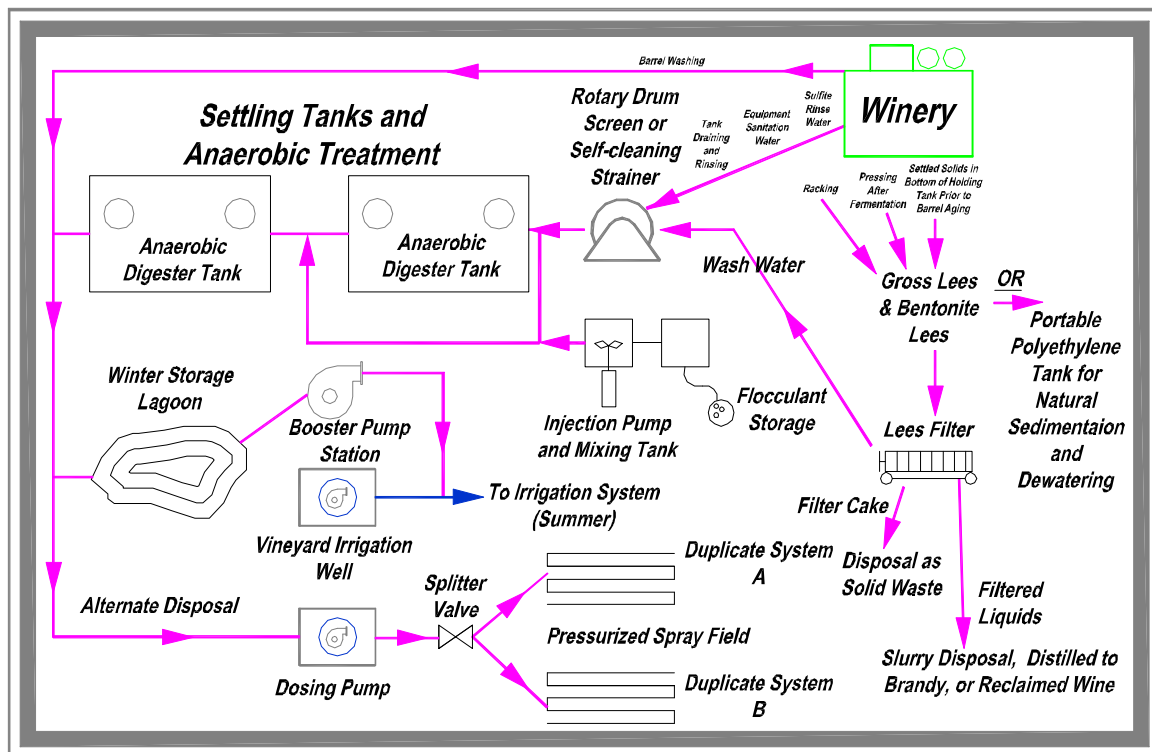 Barrel Washing
Winery
Sulfite
Rinse
Water
Equipment
Sanitation
Water
Tank
Draining
and
Rinsing
Rotary Drum
Screen or
Self-cleaning
Strainer
Settling Tanks and
Anaerobic Treatment
Anaerobic
Digester Tank
Anaerobic
Digester Tank
Racking
Pressing
After
Fermentation
Settled Solids In
Bottom of Holding
Tank Prior to
Barrel Aging
Wash Water
Gross Lees
& Bentonite
Lees
OR
Portable
Polyethylene
Tank for
Natural
Sedimentaion
and
Dewatering
Winter Storage
Lagoon
Booster Pump
Station
Injection Pump
and Mixing Tank
Flocculant
Storage
Lees Filter
Filter Cake
Disposal as
Solid Waste
Filtered
Liquids
Slurry Disposal, Distilled to
Brandy, or Reclaimed Wine
To Irrigation System
(Summer)
Vineyard Irrigation
Well
Alternate Disposal
Dosing Pump
Splitter
Valve
Duplicate System
A
Pressurized Spray Field
Duplicate System
B